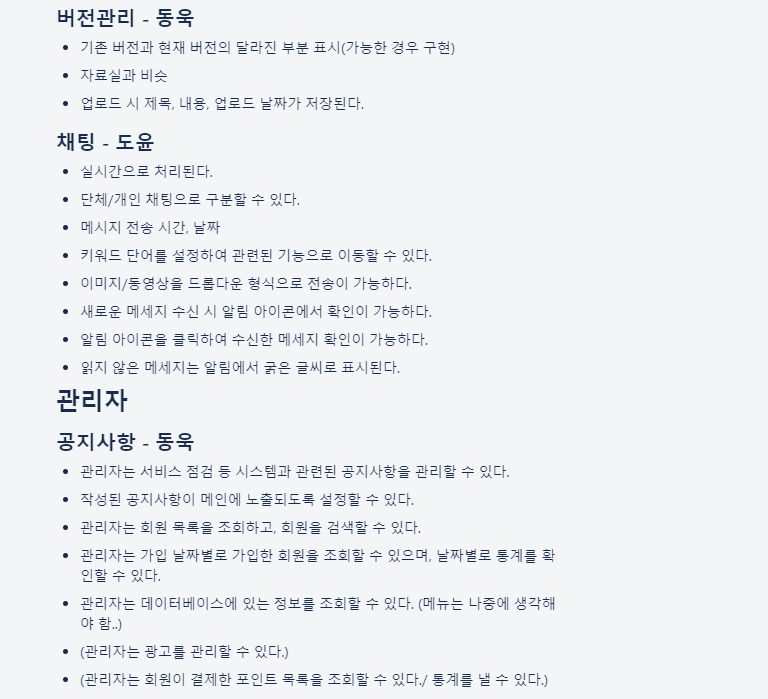 버전관리 - 동욱
기존 버전과 현재 버전의 달라진 부분 표시(가능한 경우 구현)
자료실과 비슷
업로드 시 제목, 내용, 업로드 날짜가 저장된다.
채팅 - 도윤
실시간으로 처리된다.
단체/개인 채팅으로 구분할 수 있다.
메시지 전송 시간, 날짜
키워드 단어를 설정하여 관련된 기능으로 이동할 수 있다.
이미지/동영상을 드롭다운 형식으로 전송이 가능하다.
새로운 메세지 수신 시 알림 아이콘에서 확인이 가능하다.
알림 아이콘을 클릭하여 수신한 메세지 확인이 가능하다.
읽지 않은 메세지는 알림에서 굵은 글씨로 표시된다.
관리자
공지사항 - 동욱
관리자는 서비스 점검 등 시스템과 관련된 공지사항을 관리할 수 있다.
작성된 공지사항이 메인에 노출되도록 설정할 수 있다.
관리자는 회원 목록을 조회하고, 회원을 검색할 수 있다.
관리자는 가입 날짜별로 가입한 회원을 조회할 수 있으며, 날짜별로 통계를 확
인할 수 있다.
관리자는 데이터베이스에 있는 정보를 조회할 수 있다. (메뉴는 나중에 생각해
야 함..)
(관리자는 광고를 관리할 수 있다.)
(관리자는 회원이 결제한 포인트 목록을 조회할 수 있다./ 통계를 낼 수 있다.)